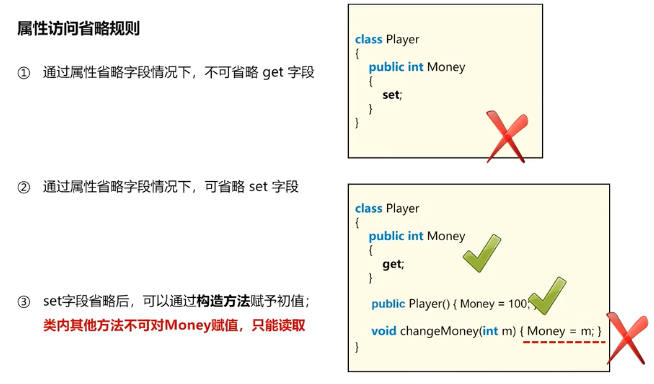 属性访问省略规则
① 通过属性省略字段情况下，不可省略 get 字段
class Player
{
public int Money
{
set;
}
}
② 通过属性省略字段情况下，可省略 set 字段
class Player
{
public int Money
{
get;
}
public Player() { Money = 100; }
void changeMoney(int m) { Money = m; }
}
③ set字段省略后，可以通过构造方法赋予初值；
类内其他方法不可对Money赋值，只能读取